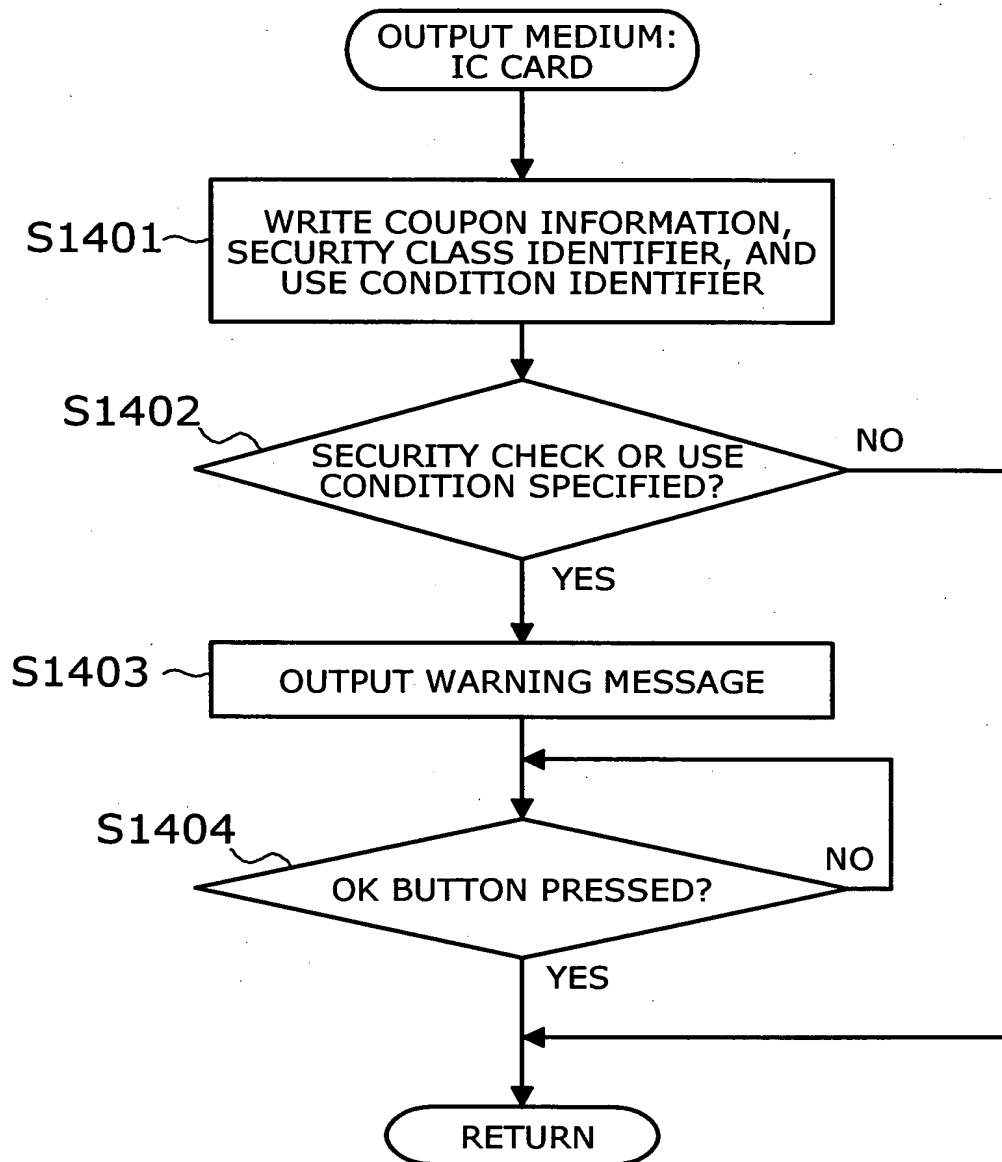 OUTPUT MEDIUM:
IC CARD
S1401
WRITE COUPON INFORMATION,
SECURITY CLASS IDENTIFIER, AND
USE CONDITION IDENTIFIER
S1402
SECURITY CHECK OR USE
CONDITION SPECIFIED?
NO
YES
S1403
OUTPUT WARNING MESSAGE
S1404
OK BUTTON PRESSED?
NO
YES
RETURN